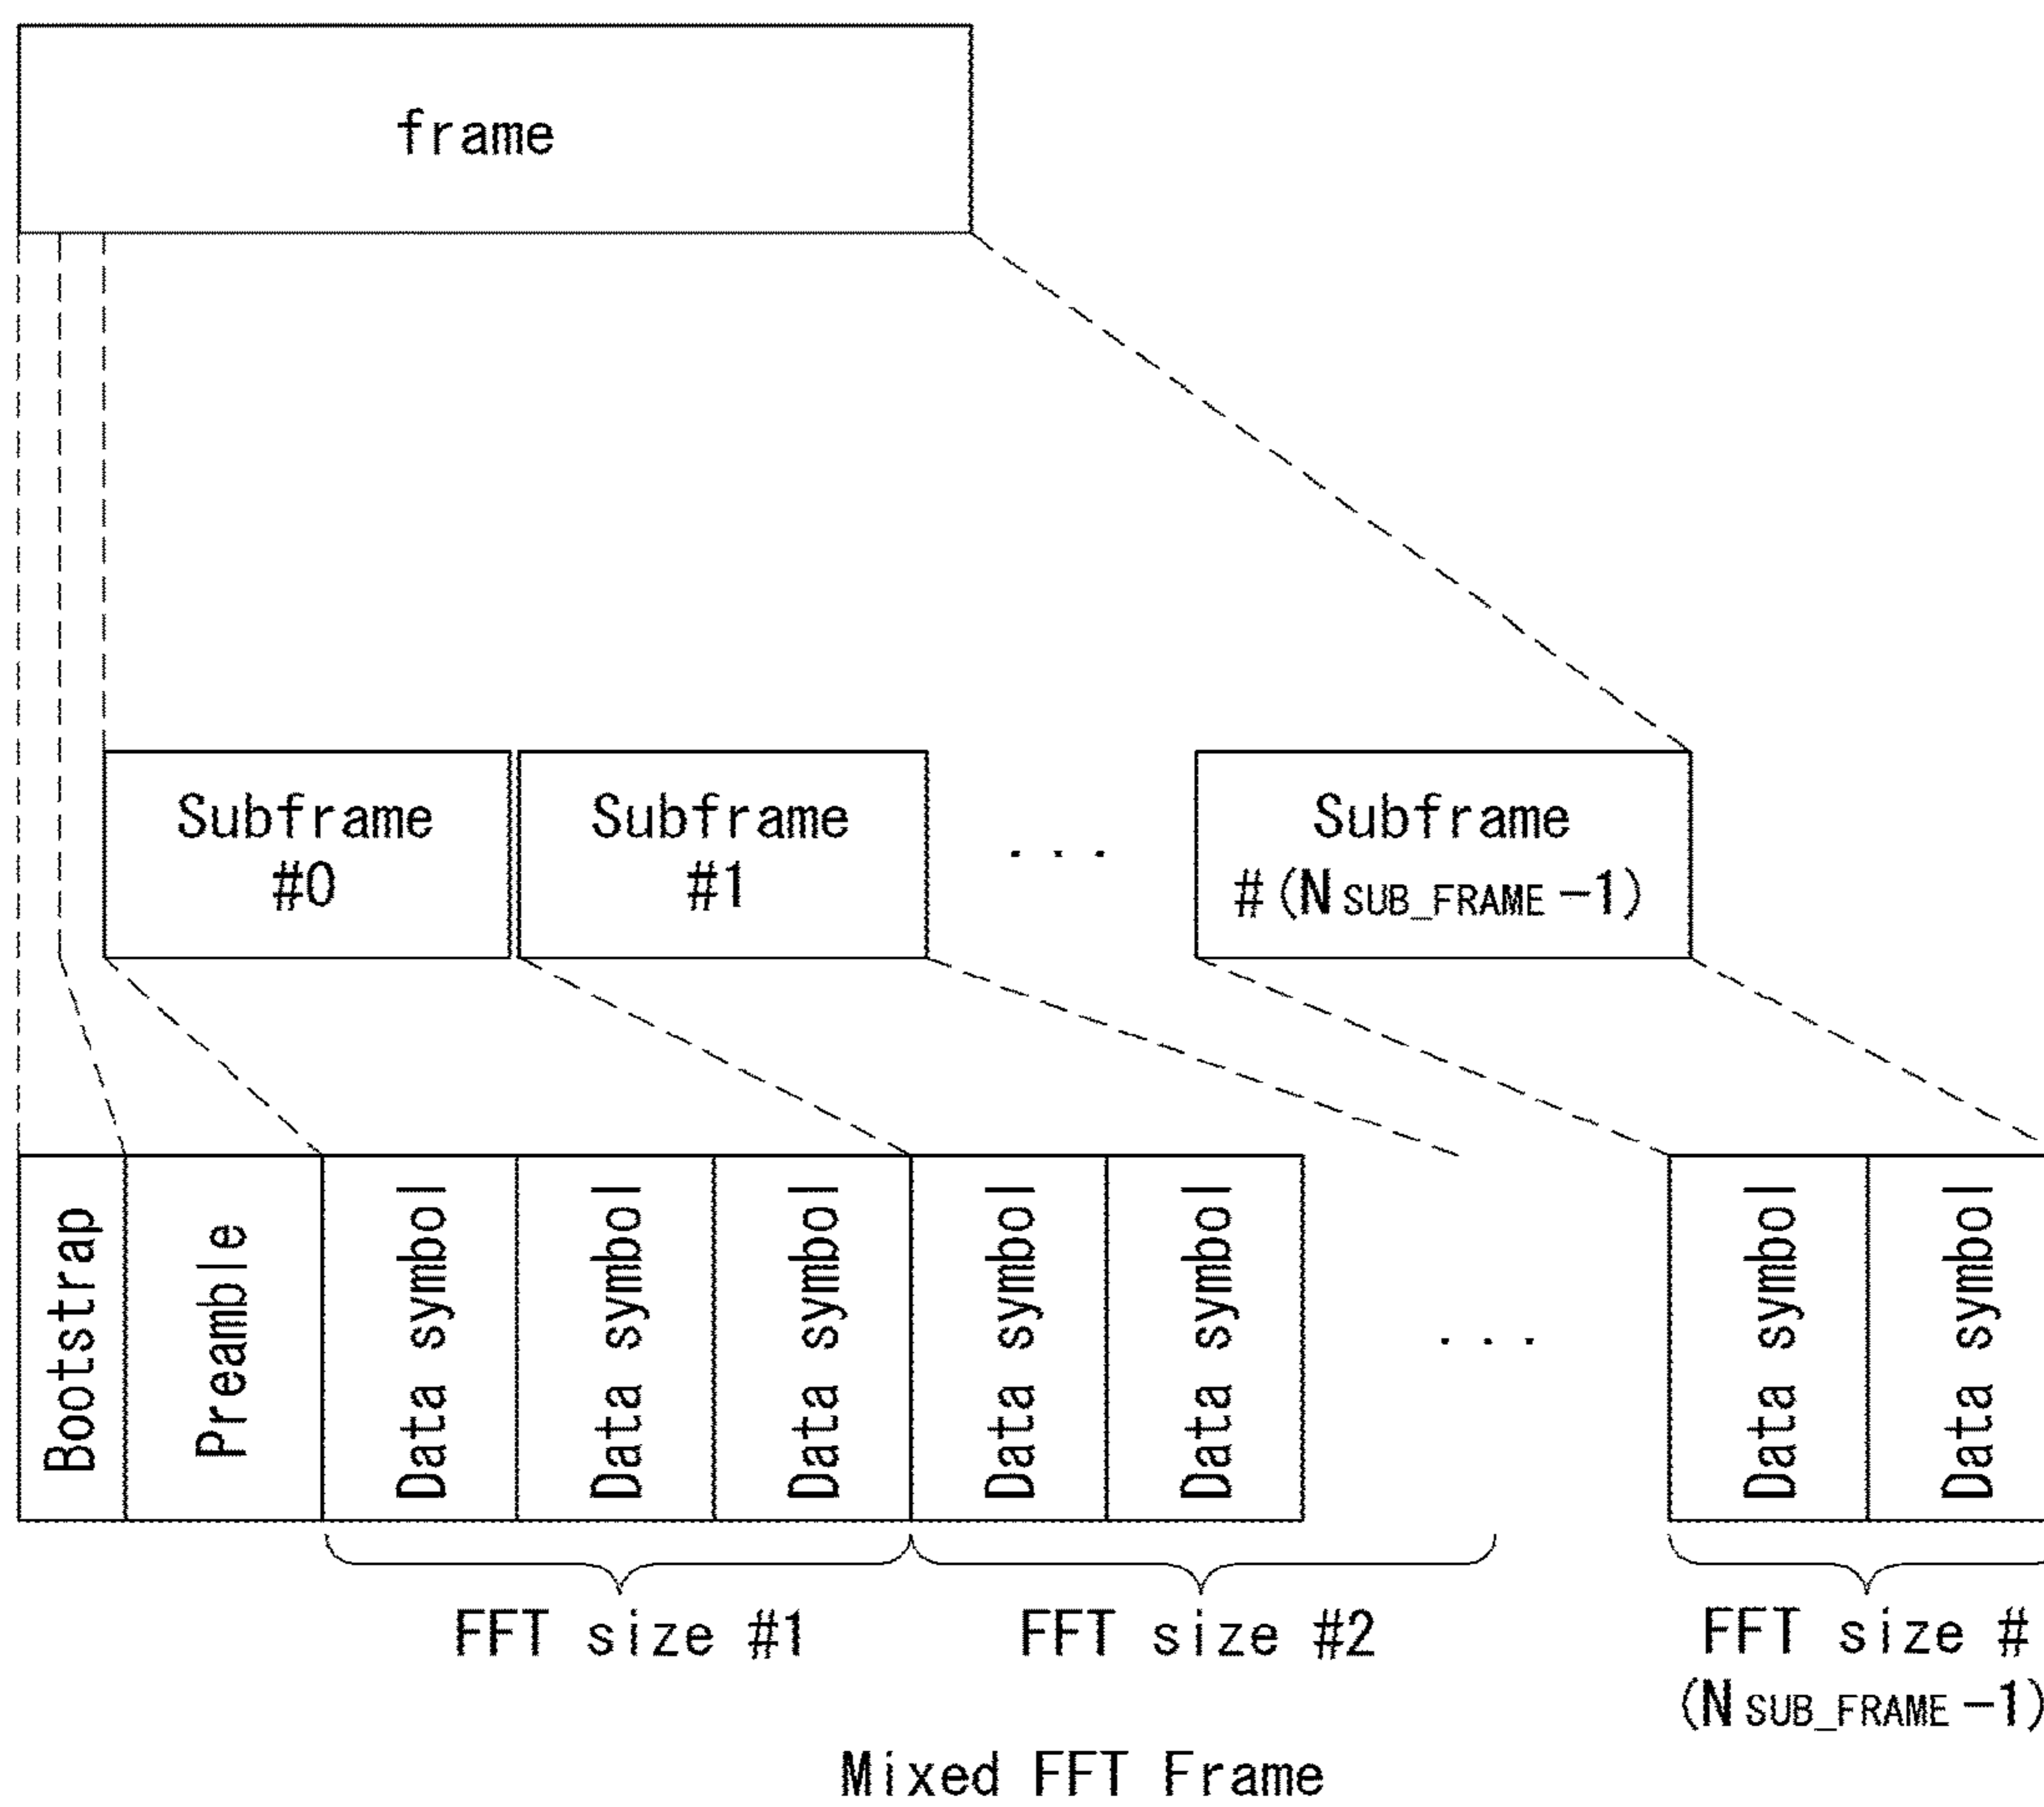 frame
Subframe
#0
Subframe
#1
...
Subframe
#(NSUB_FRAME-1)
Bootstrap
Preamble
Data symbol
Data symbol
Data symbol
Data symbol
Data symbol
...
Data symbol
Data symbol
FFT size #1
FFT size #2
FFT size #
(NSUB_FRAME-1)
Mixed FFT Frame